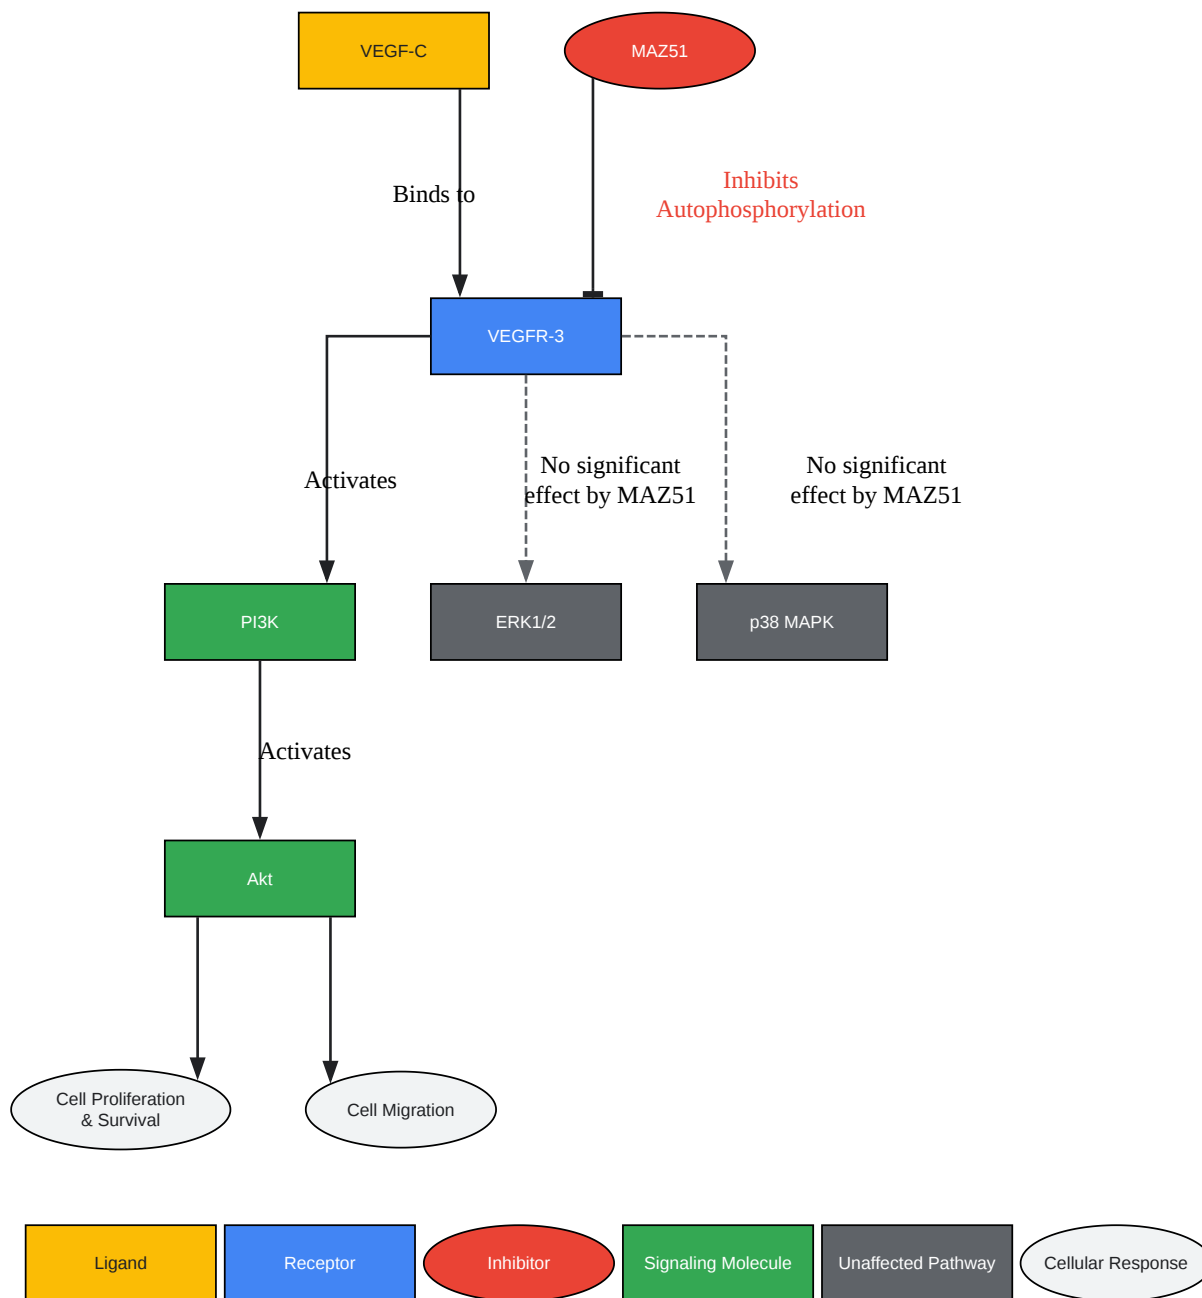 VEGF-C
MAZ51
Binds to
Inhibits
Autophosphorylation
VEGFR-3
Activates
No significant
effect by MAZ51
No significant
effect by MAZ51
PI3K
ERK1/2
p38 MAPK
Activates
Akt
Cell Proliferation
& Survival
Cell Migration
Ligand
Receptor
Inhibitor
Signaling Molecule
Unaffected Pathway
Cellular Response